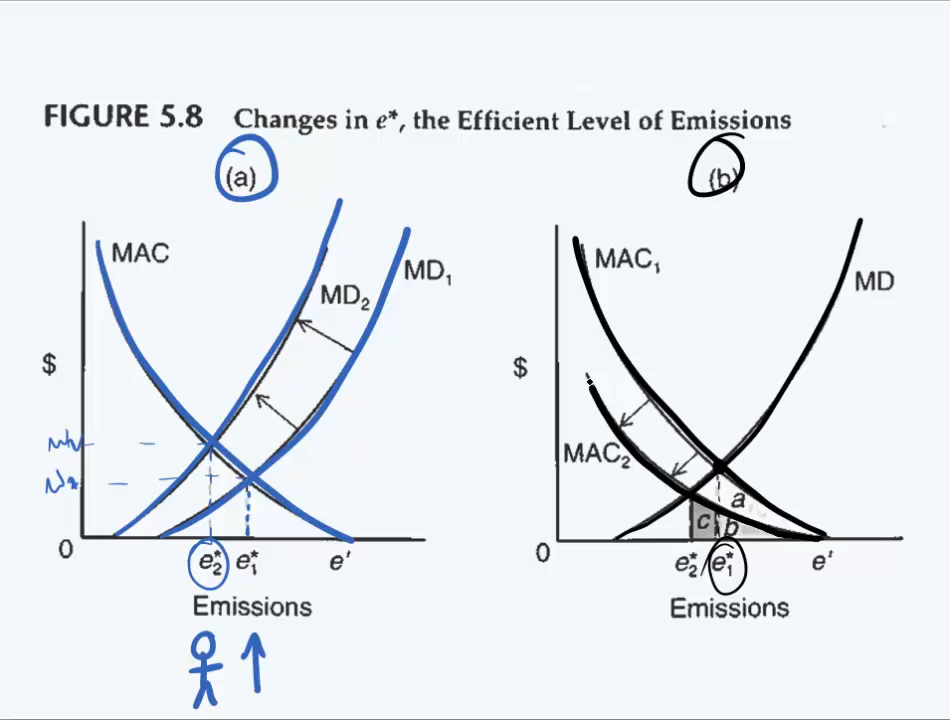 FIGURE 5.8 Changes in e*, the Efficient Level of Emissions
(a)
MAC
MD₁
MD₂
$
0
e₂*
e₁*
e'
Emissions
(b)
MAC₁
MD
$
MAC₂
a
c
b
0
e₂*
e₁*
e'
Emissions